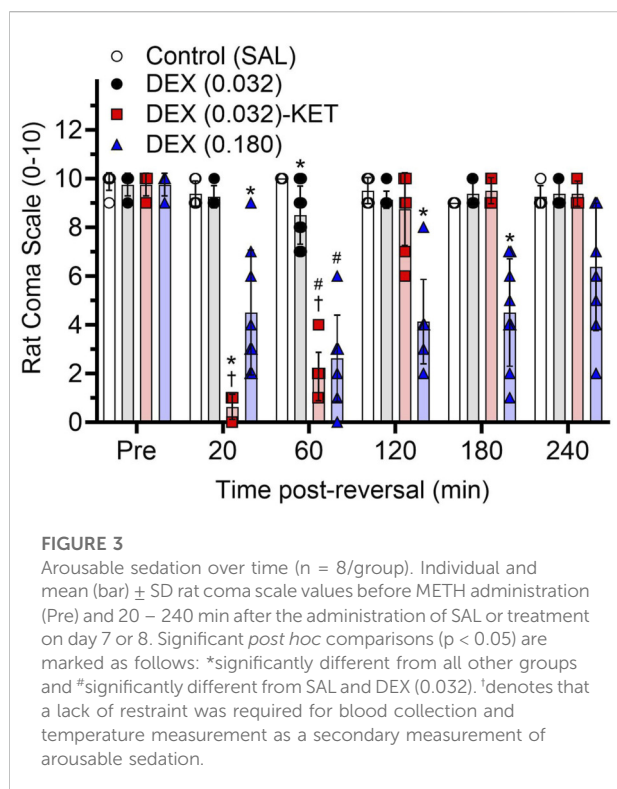 Control (SAL)
DEX (0.032)
DEX (0.032)-KET
DEX (0.180)
Rat Coma Scale (0-10)
12
10
8
6
4
2
0
*
*
†
*
#
†
#
*
*
Pre 20 60 120 180 240
Time post-reversal (min)
FIGURE 3
Arousable sedation over time (n = 8/group). Individual and
mean (bar) ± SD rat coma scale values before METH administration
(Pre) and 20 – 240 min after the administration of SAL or treatment
on day 7 or 8. Significant post hoc comparisons (p < 0.05) are
marked as follows: *significantly different from all other groups
and #significantly different from SAL and DEX (0.032). †denotes that
a lack of restraint was required for blood collection and
temperature measurement as a secondary measurement of
arousable sedation.